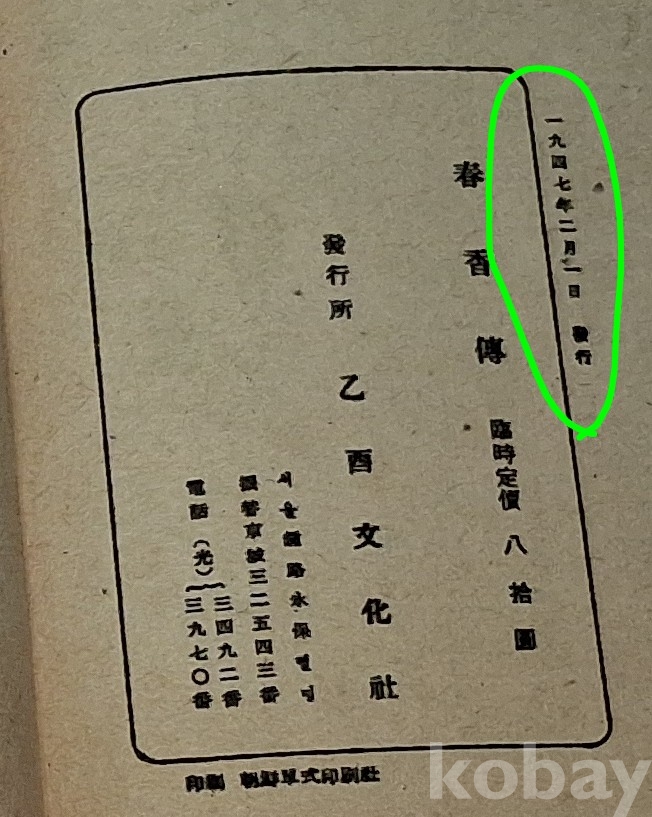 一九四七年二月一日 發行
春香傳 臨時定價 八拾圓
發行所 乙酉文化社
서울鍾路永保삘딍
振替京城三二五四三番
電話(光){三四九二番
三九七〇番
印刷 朝鮮單式印刷社
kobay